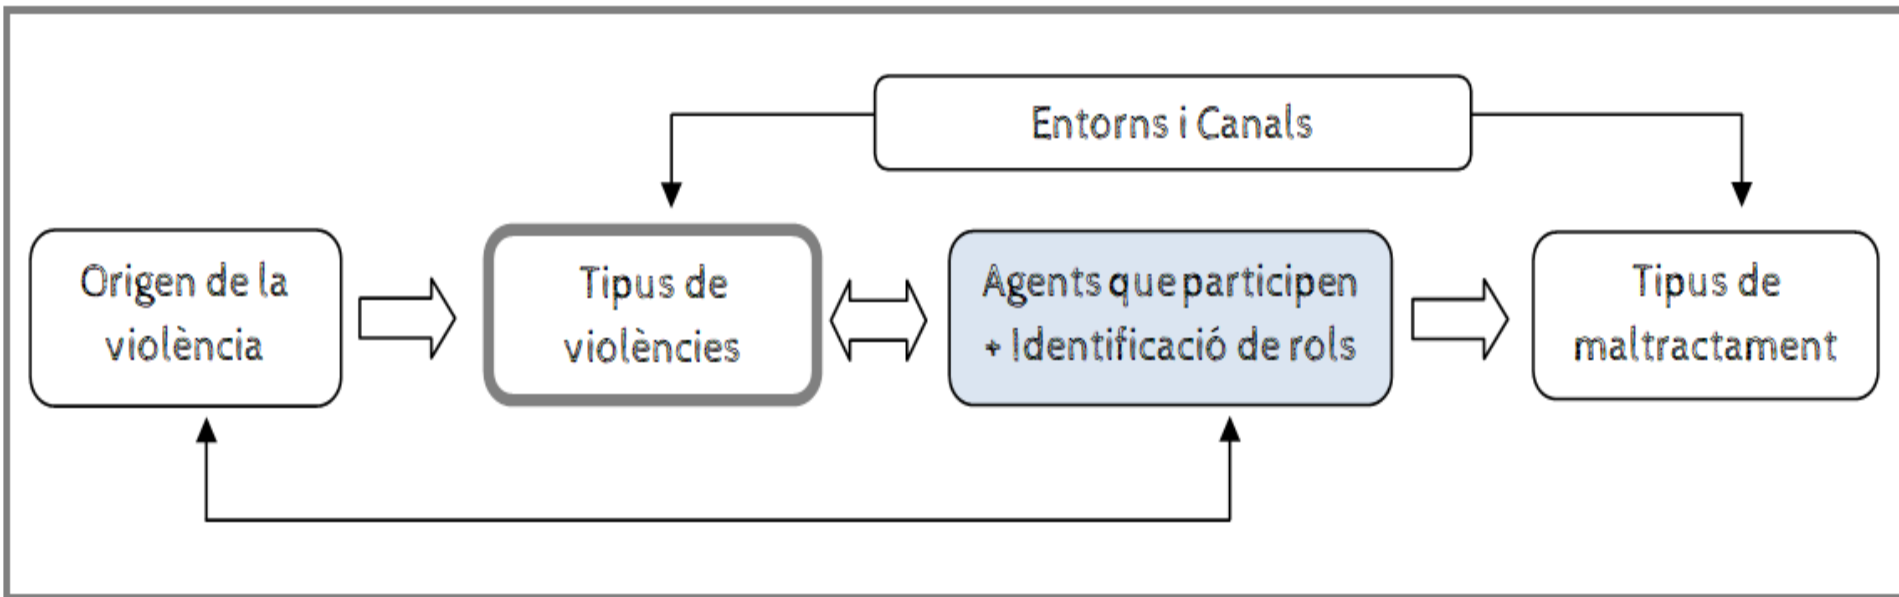 Entorns i Canals
Origen de la
violència
Tipus de
violències
Agents que participen
+ Identificació de rols
Tipus de
maltractament